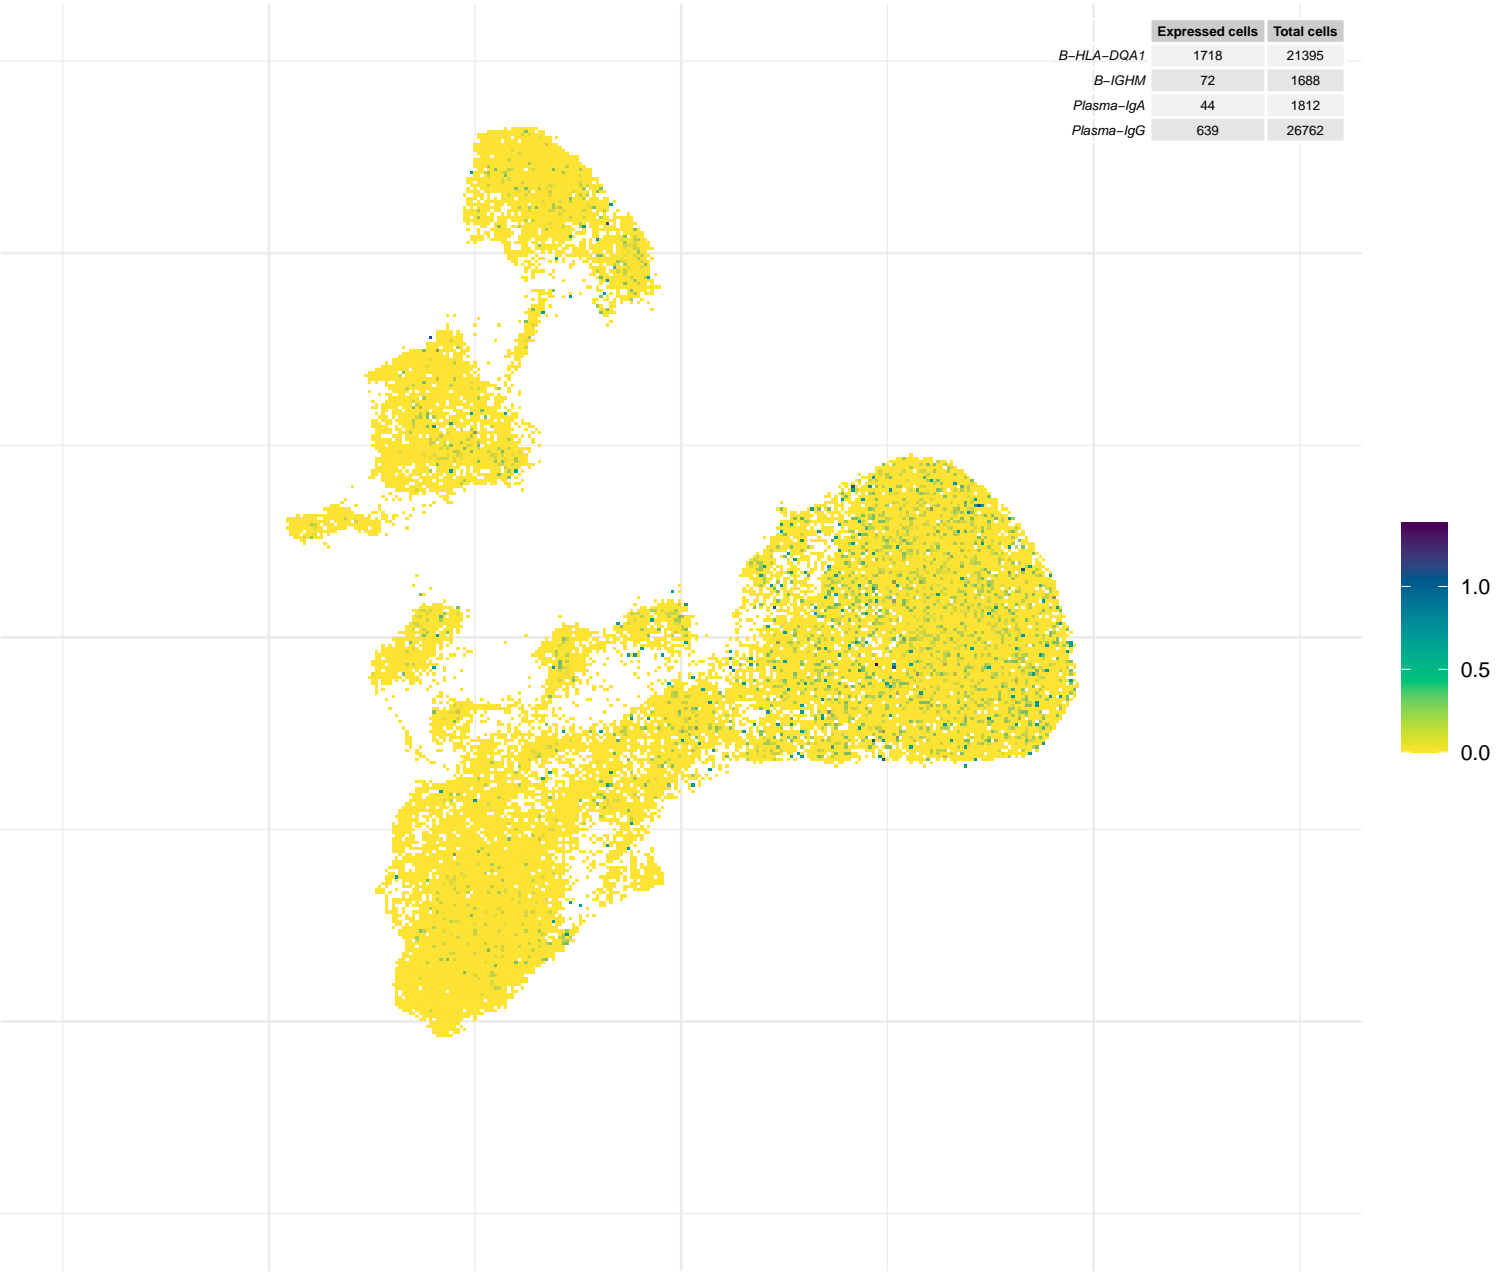 Expressed cells Total cells
B−HLA−DQA1 1718 21395
B−IGHM 72 1688
Plasma−IgA 44 1812
Plasma−IgG 639 26762
1.0
0.5
0.0